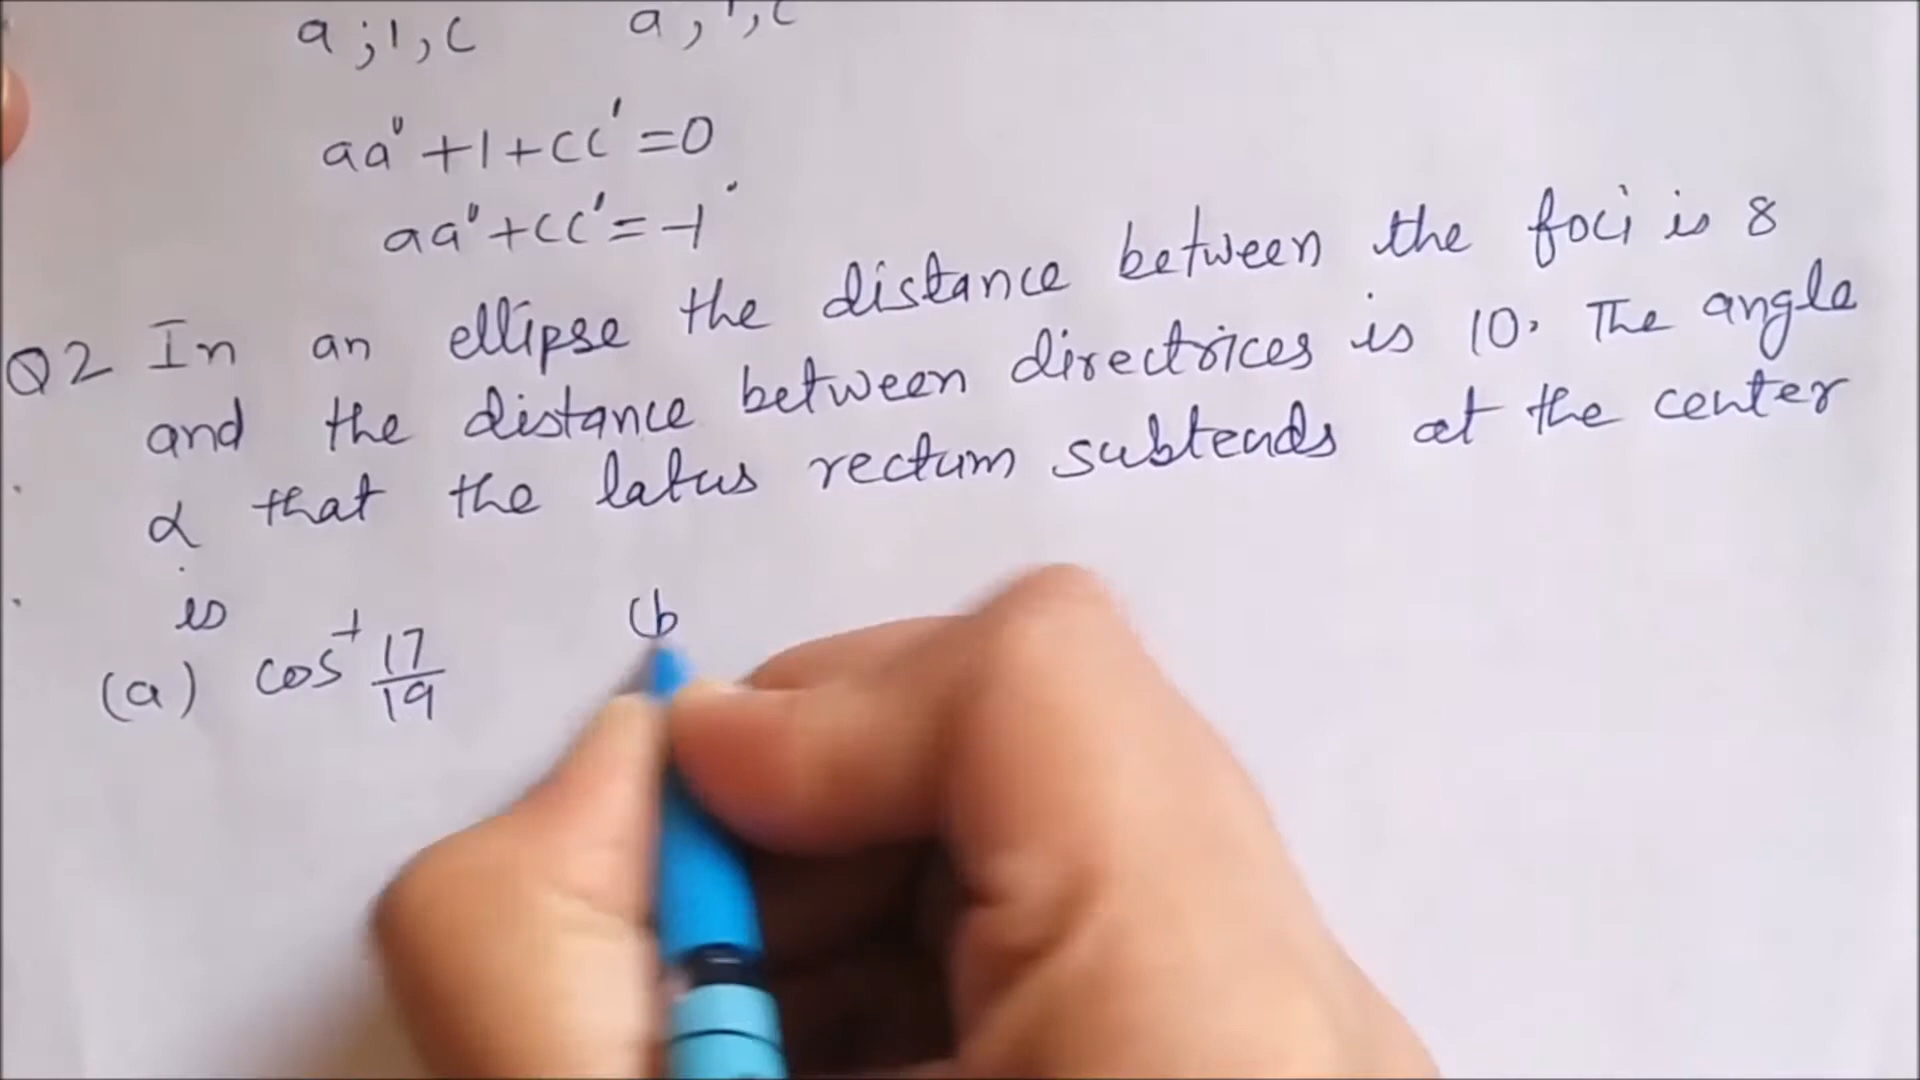 a, 1, c    a, 1, c
aa' + 1 + cc' = 0
aa' + cc' = -1
Q2 In an ellipse the distance between the foci is 8
and the distance between directrices is 10. The angle
α that the latus rectum subtends at the center
is
(a) cos⁻¹ 17/19    (b